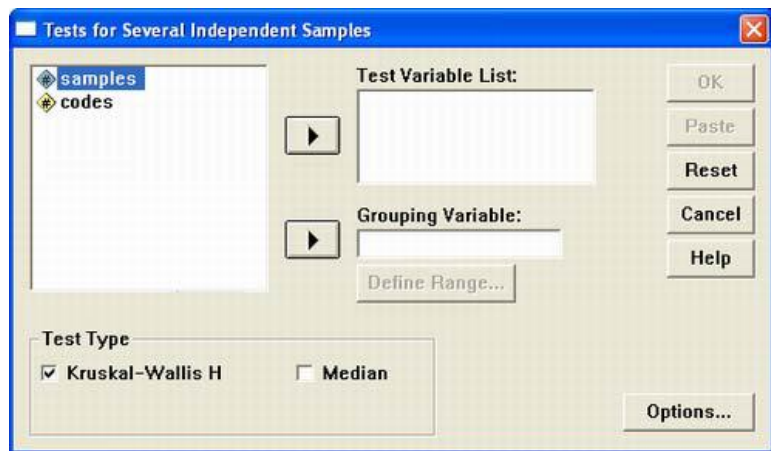 Tests for Several Independent Samples
samples
codes
Test Variable List:
Grouping Variable:
Define Range...
OK
Paste
Reset
Cancel
Help
Test Type
Kruskal-Wallis H
Median
Options...